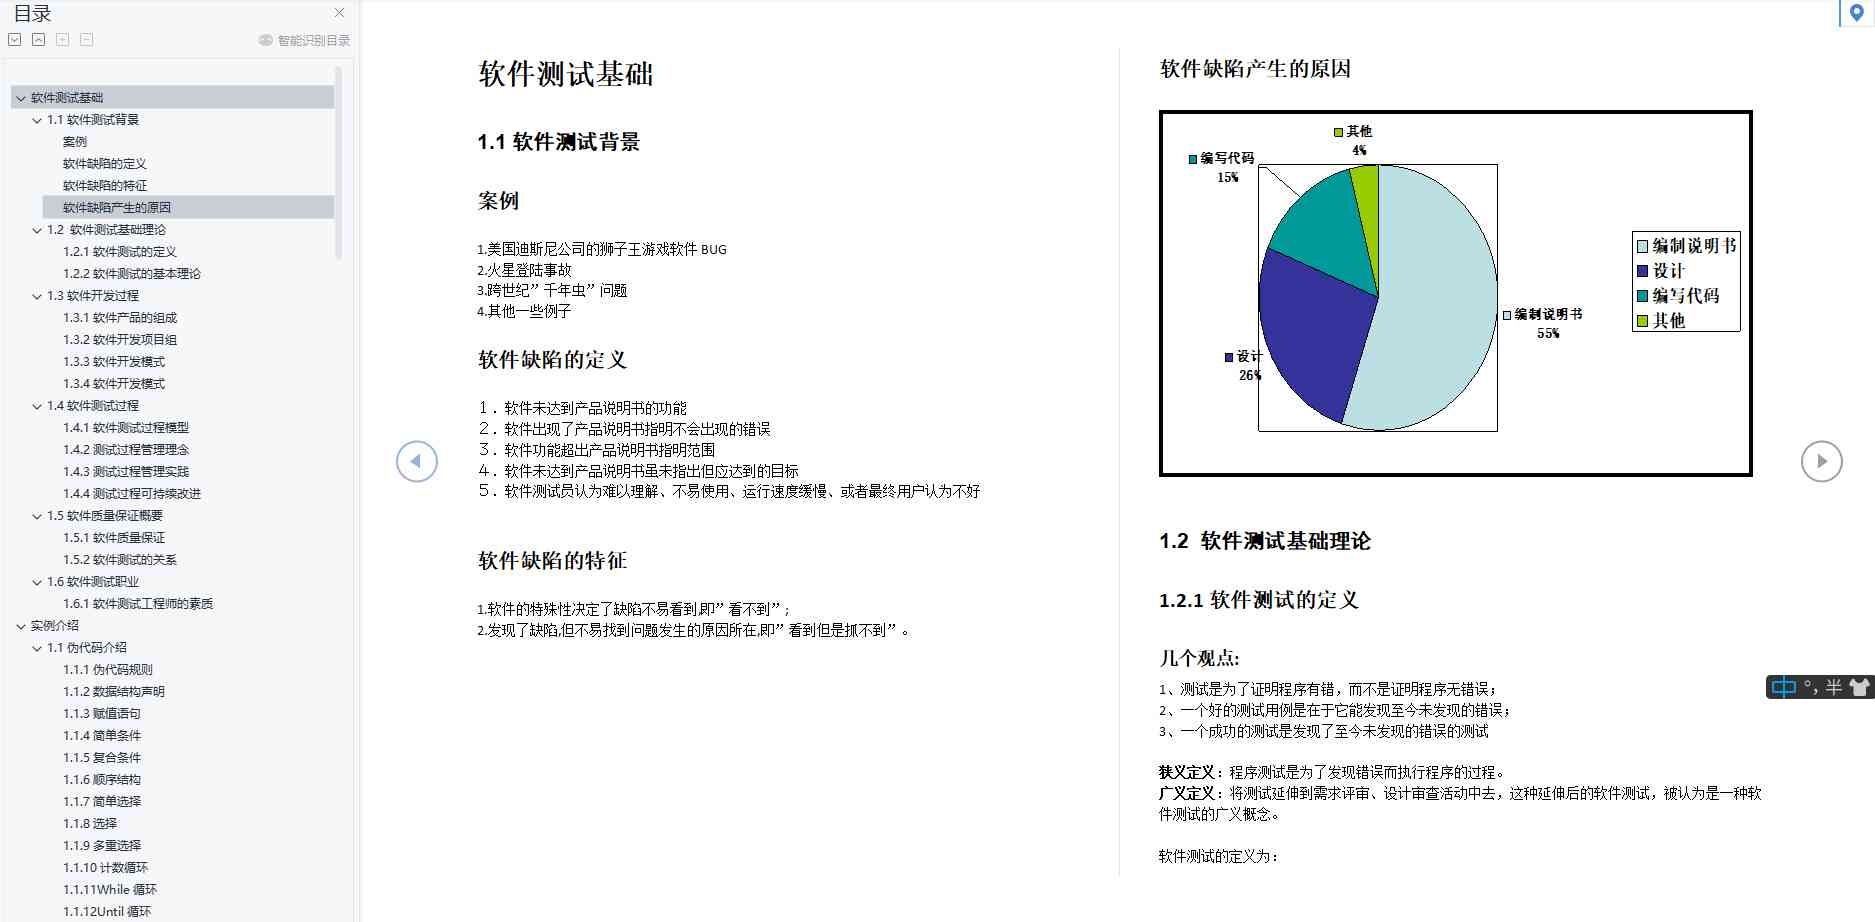 目录
智能识别目录
软件测试基础
1.1 软件测试背景
案例
软件缺陷的定义
软件缺陷的特征
软件缺陷产生的原因
1.2 软件测试基础理论
1.2.1 软件测试的定义
1.2.2 软件测试的基本理论
1.3 软件开发过程
1.3.1 软件产品的组成
1.3.2 软件开发项目组
1.3.3 软件开发模式
1.3.4 软件开发模式
1.4 软件测试过程
1.4.1 软件测试过程模型
1.4.2 测试过程管理理念
1.4.3 测试过程管理实践
1.4.4 测试过程可持续改进
1.5 软件质量保证概要
1.5.1 软件质量保证
1.5.2 软件测试的关系
1.6 软件测试职业
1.6.1 软件测试工程师的素质
实例介绍
1.1 伪代码介绍
1.1.1 伪代码规则
1.1.2 数据结构声明
1.1.3 赋值语句
1.1.4 简单条件
1.1.5 复合条件
1.1.6 顺序结构
1.1.7 简单选择
1.1.8 选择
1.1.9 多重选择
1.1.10 计数循环
1.1.11While 循环
1.1.12Until 循环
软件测试基础
1.1 软件测试背景
案例
1.美国迪斯尼公司的狮子王游戏软件 BUG
2.火星登陆事故
3.跨世纪”千年虫”问题
4.其他一些例子
软件缺陷的定义
1．软件未达到产品说明书的功能
2．软件出现了产品说明书指明不会出现的错误
3．软件功能超出产品说明书指明范围
4．软件未达到产品说明书虽未指出但应达到的目标
5．软件测试员认为难以理解、不易使用、运行速度缓慢、或者最终用户认为不好
软件缺陷的特征
1.软件的特殊性决定了缺陷不易看到,即”看不到”;
2.发现了缺陷,但不易找到问题发生的原因所在,即”看到但是抓不到”。
软件缺陷产生的原因
其他
4%
编写代码
15%
编制说明书
55%
设计
26%
编制说明书
设计
编写代码
其他
1.2 软件测试基础理论
1.2.1 软件测试的定义
几个观点:
1、测试是为了证明程序有错，而不是证明程序无错误；
2、一个好的测试用例是在于它能发现至今未发现的错误；
3、一个成功的测试是发现了至今未发现的错误的测试
狭义定义：程序测试是为了发现错误而执行程序的过程。
广义定义：将测试延伸到需求评审、设计审查活动中去，这种延伸后的软件测试，被认为是一种软
件测试的广义概念。
软件测试的定义为：
中 °, 半